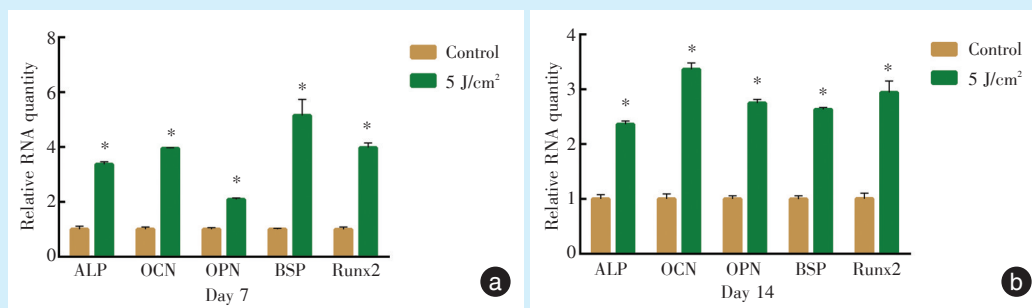 8
6
4
2
0
Relative RNA quantity
Control
5 J/cm²
*
*
*
*
*
ALP OCN OPN BSP Runx2
Day 7
a
4
3
2
1
0
Relative RNA quantity
Control
5 J/cm²
*
*
*
*
*
ALP OCN OPN BSP Runx2
Day 14
b